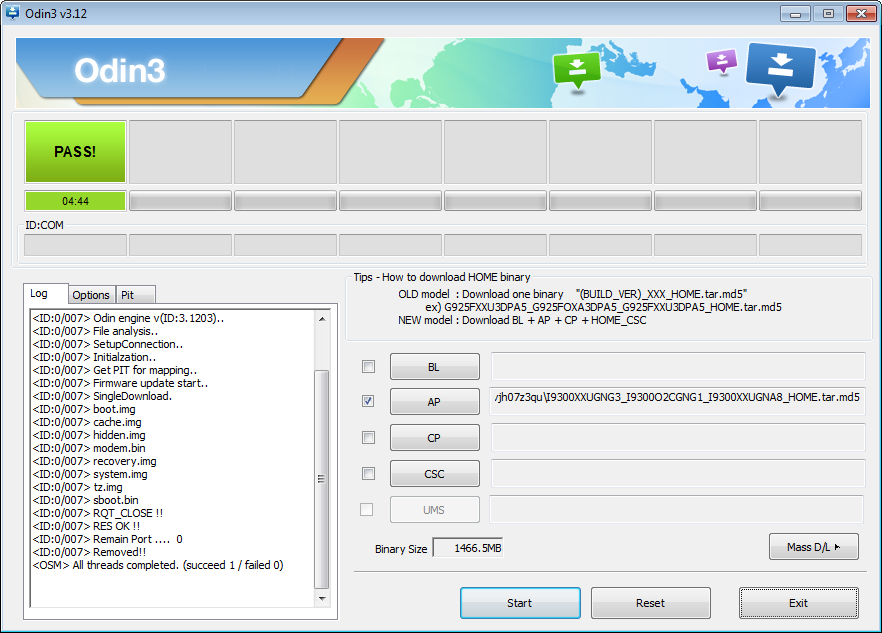 Odin3 v3.12
Odin3
PASS!
04:44
ID:COM
Log
Options
Pit
<ID:0/007> Odin engine v(ID:3.1203)..
<ID:0/007> File analysis..
<ID:0/007> SetupConnection..
<ID:0/007> Initialzation..
<ID:0/007> Get PIT for mapping..
<ID:0/007> Firmware update start..
<ID:0/007> SingleDownload.
<ID:0/007> boot.img
<ID:0/007> cache.img
<ID:0/007> hidden.img
<ID:0/007> modem.bin
<ID:0/007> recovery.img
<ID:0/007> system.img
<ID:0/007> tz.img
<ID:0/007> sboot.bin
<ID:0/007> RQT_CLOSE !!
<ID:0/007> RES OK !!
<ID:0/007> Remain Port .... 0
<ID:0/007> Removed!!
<OSM> All threads completed. (succeed 1 / failed 0)
Tips - How to download HOME binary
OLD model : Download one binary "(BUILD_VER)_XXX_HOME.tar.md5"
ex) G925FXXU3DPA5_G925FOXA3DPA5_G925FXXU3DPA5_HOME.tar.md5
NEW model : Download BL + AP + CP + HOME_CSC
BL
AP
yjh07z3qu\I9300XXUGNG3_I9300O2CGNG1_I9300XXUGNA8_HOME.tar.md5
CP
CSC
UMS
Binary Size 1466.5MB
Mass D/L
Start
Reset
Exit